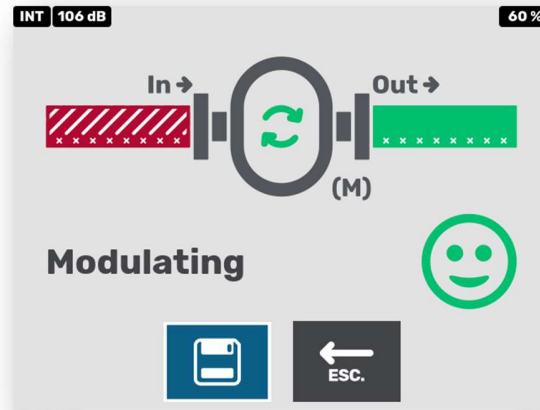 INT 106 dB 60 %
In → Out →
(M)
Modulating
ESC.